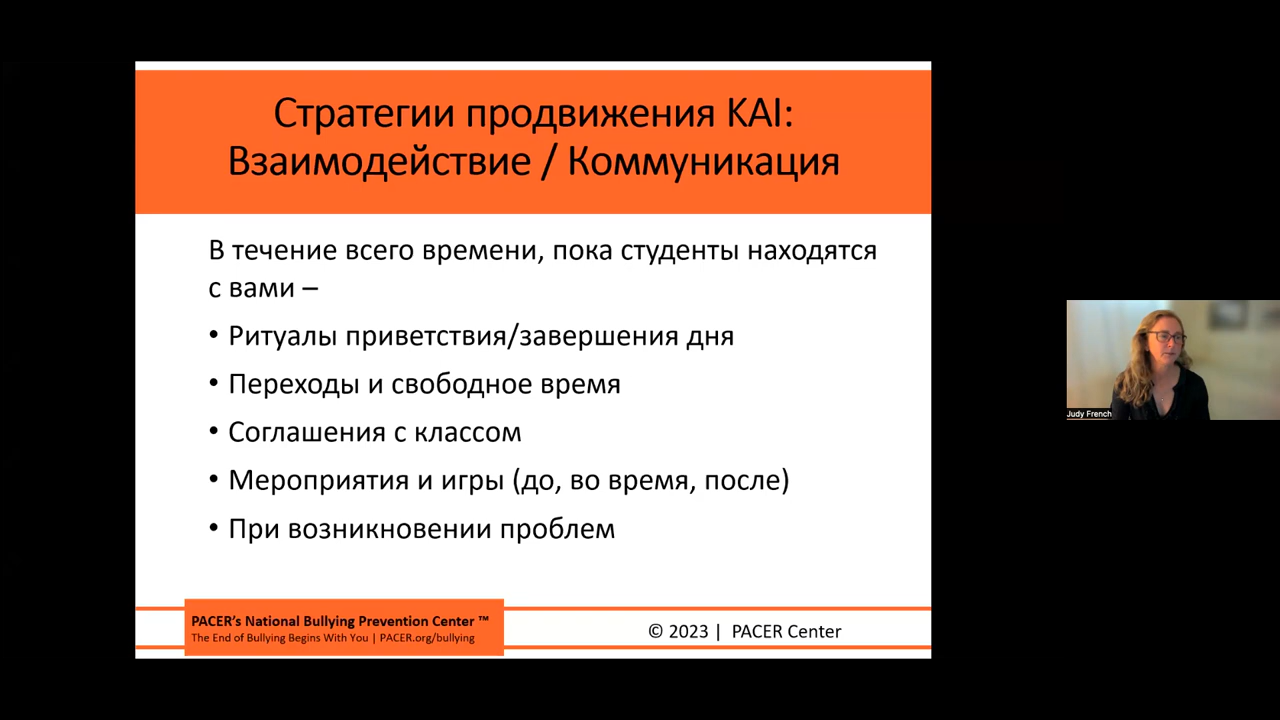 Стратегии продвижения KAI:
Взаимодействие / Коммуникация
В течение всего времени, пока студенты находятся
с вами –
• Ритуалы приветствия/завершения дня
• Переходы и свободное время
• Соглашения с классом
• Мероприятия и игры (до, во время, после)
• При возникновении проблем
PACER's National Bullying Prevention Center ™
The End of Bullying Begins With You | PACER.org/bullying
© 2023 | PACER Center
Judy French